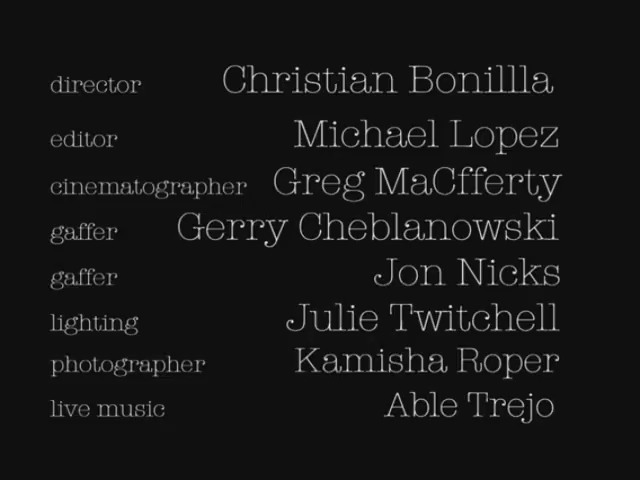 director Christian Bonillla
editor Michael Lopez
cinematographer Greg MaCfferty
gaffer Gerry Cheblanowski
gaffer Jon Nicks
lighting Julie Twitchell
photographer Kamisha Roper
live music Able Trejo